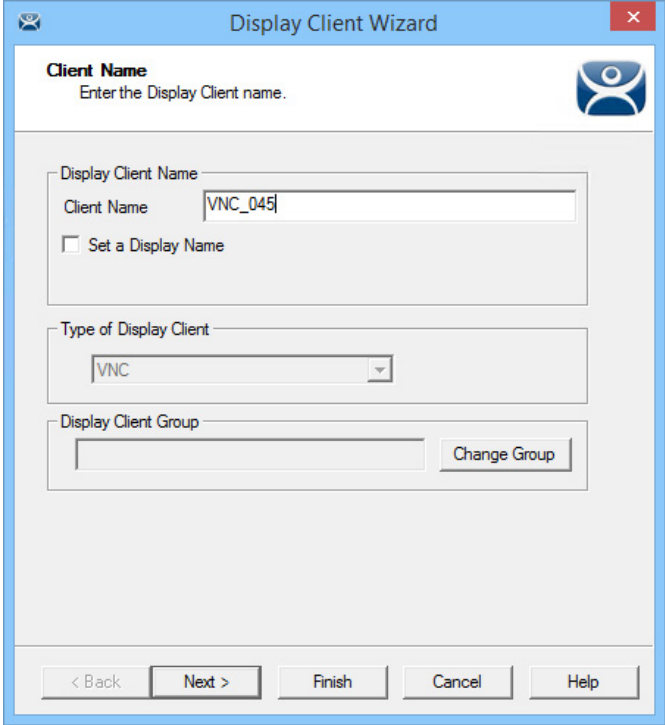 Display Client Wizard
Client Name
Enter the Display Client name.
Display Client Name
Client Name VNC_045
Set a Display Name
Type of Display Client
VNC
Display Client Group
Change Group
< Back Next > Finish Cancel Help